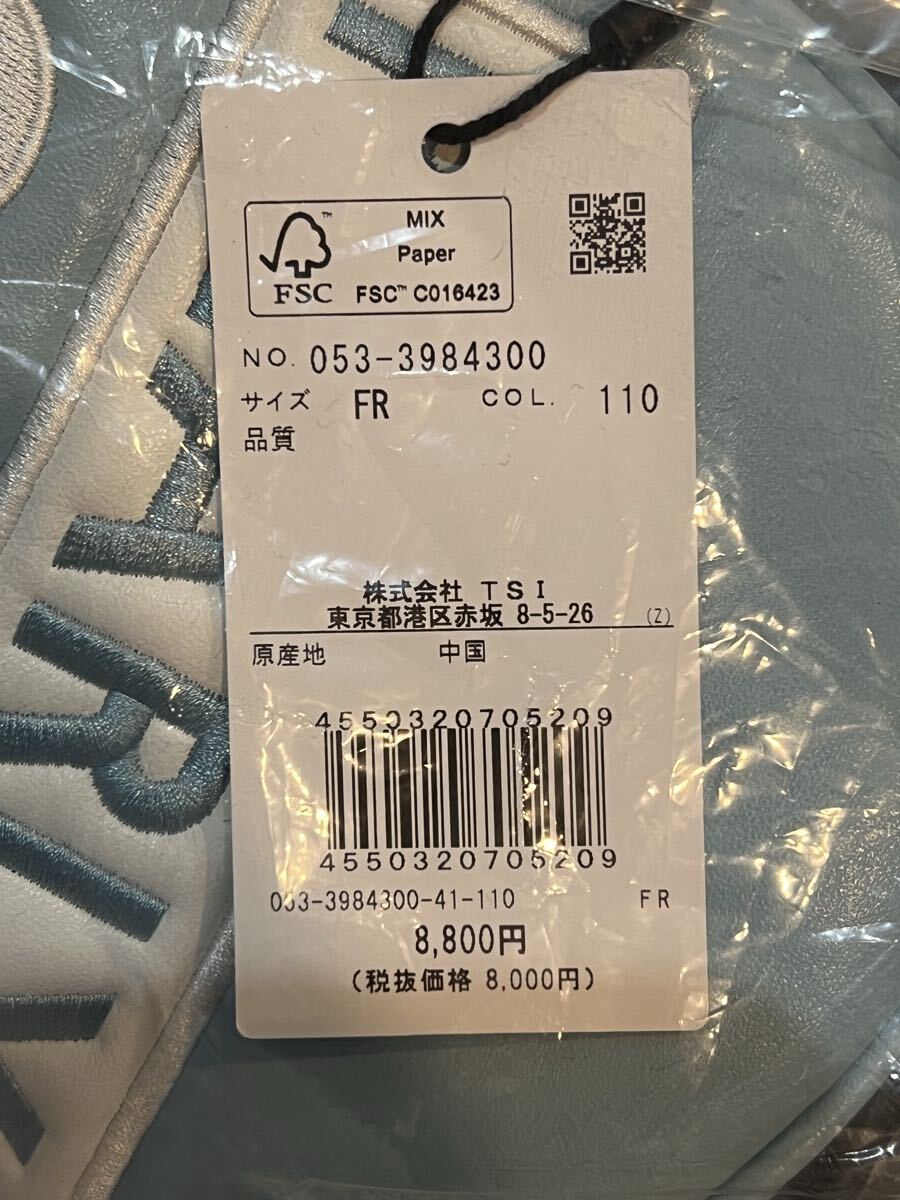 MIX
Paper
FSC
FSC™ C016423
NO. 053-3984300
サイズ FR COL. 110
品質
株式会社 TSI
東京都港区赤坂 8-5-26 (Z)
原産地 中国
4550320705209
4550320705209
053-3984300-41-110 FR
8,800円
(税抜価格 8,000円)